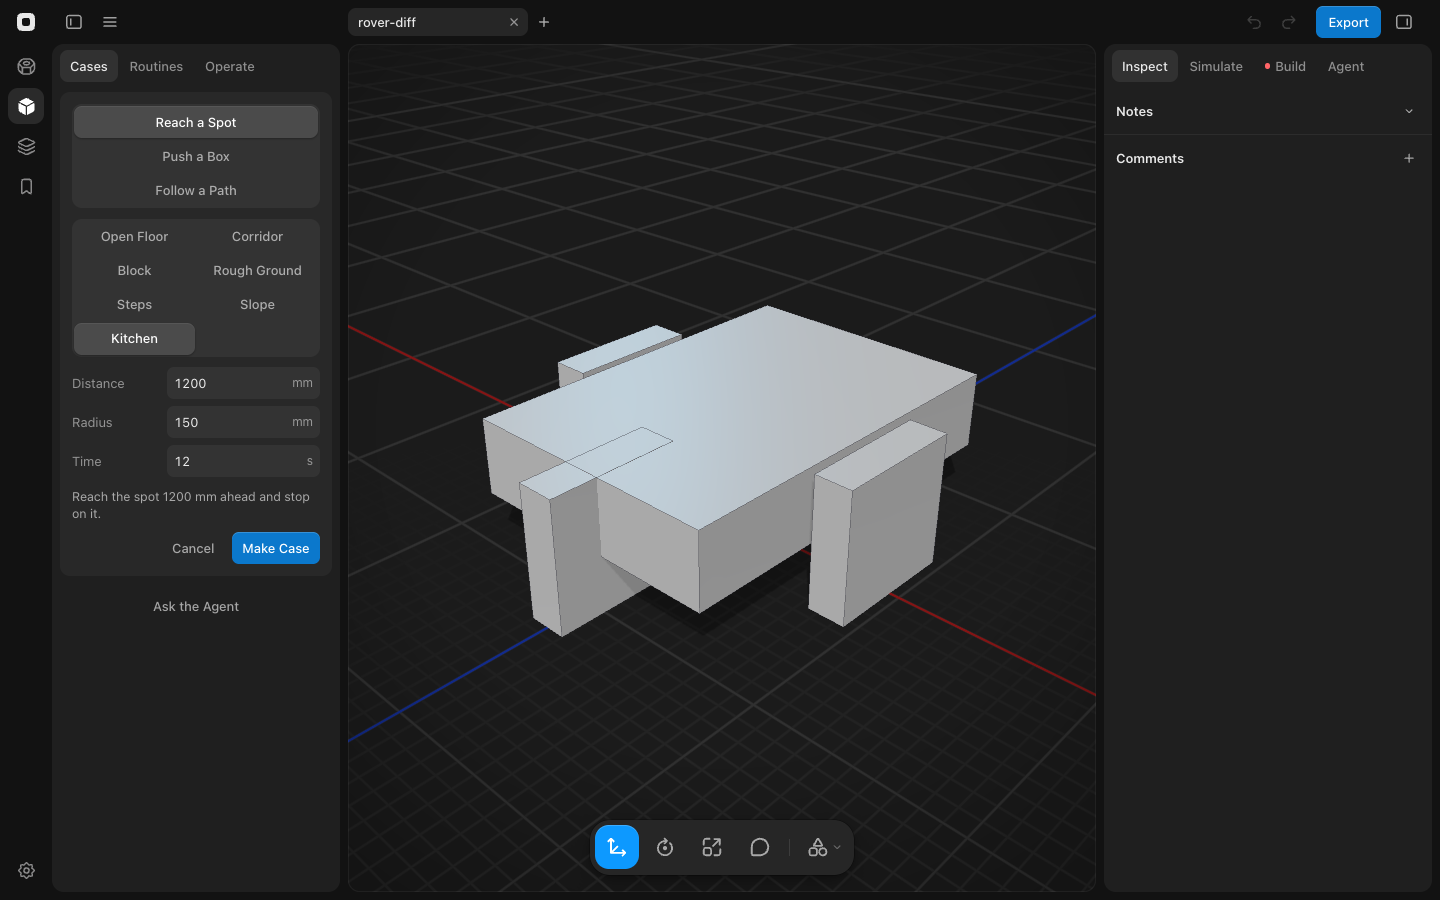 rover-diff
Export
Cases Routines Operate
Reach a Spot
Push a Box
Follow a Path
Open Floor Corridor
Block Rough Ground
Steps Slope
Kitchen
Distance 1200 mm
Radius 150 mm
Time 12 s
Reach the spot 1200 mm ahead and stop
on it.
Cancel Make Case
Ask the Agent
Inspect Simulate Build Agent
Notes
Comments